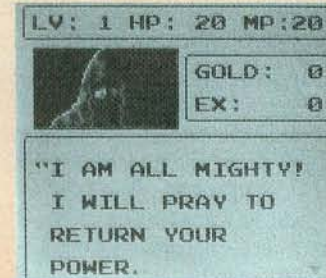 LV: 1 HP: 20 MP:20
GOLD: 0
EX: 0
"I AM ALL MIGHTY!
I WILL PRAY TO
RETURN YOUR
POWER.